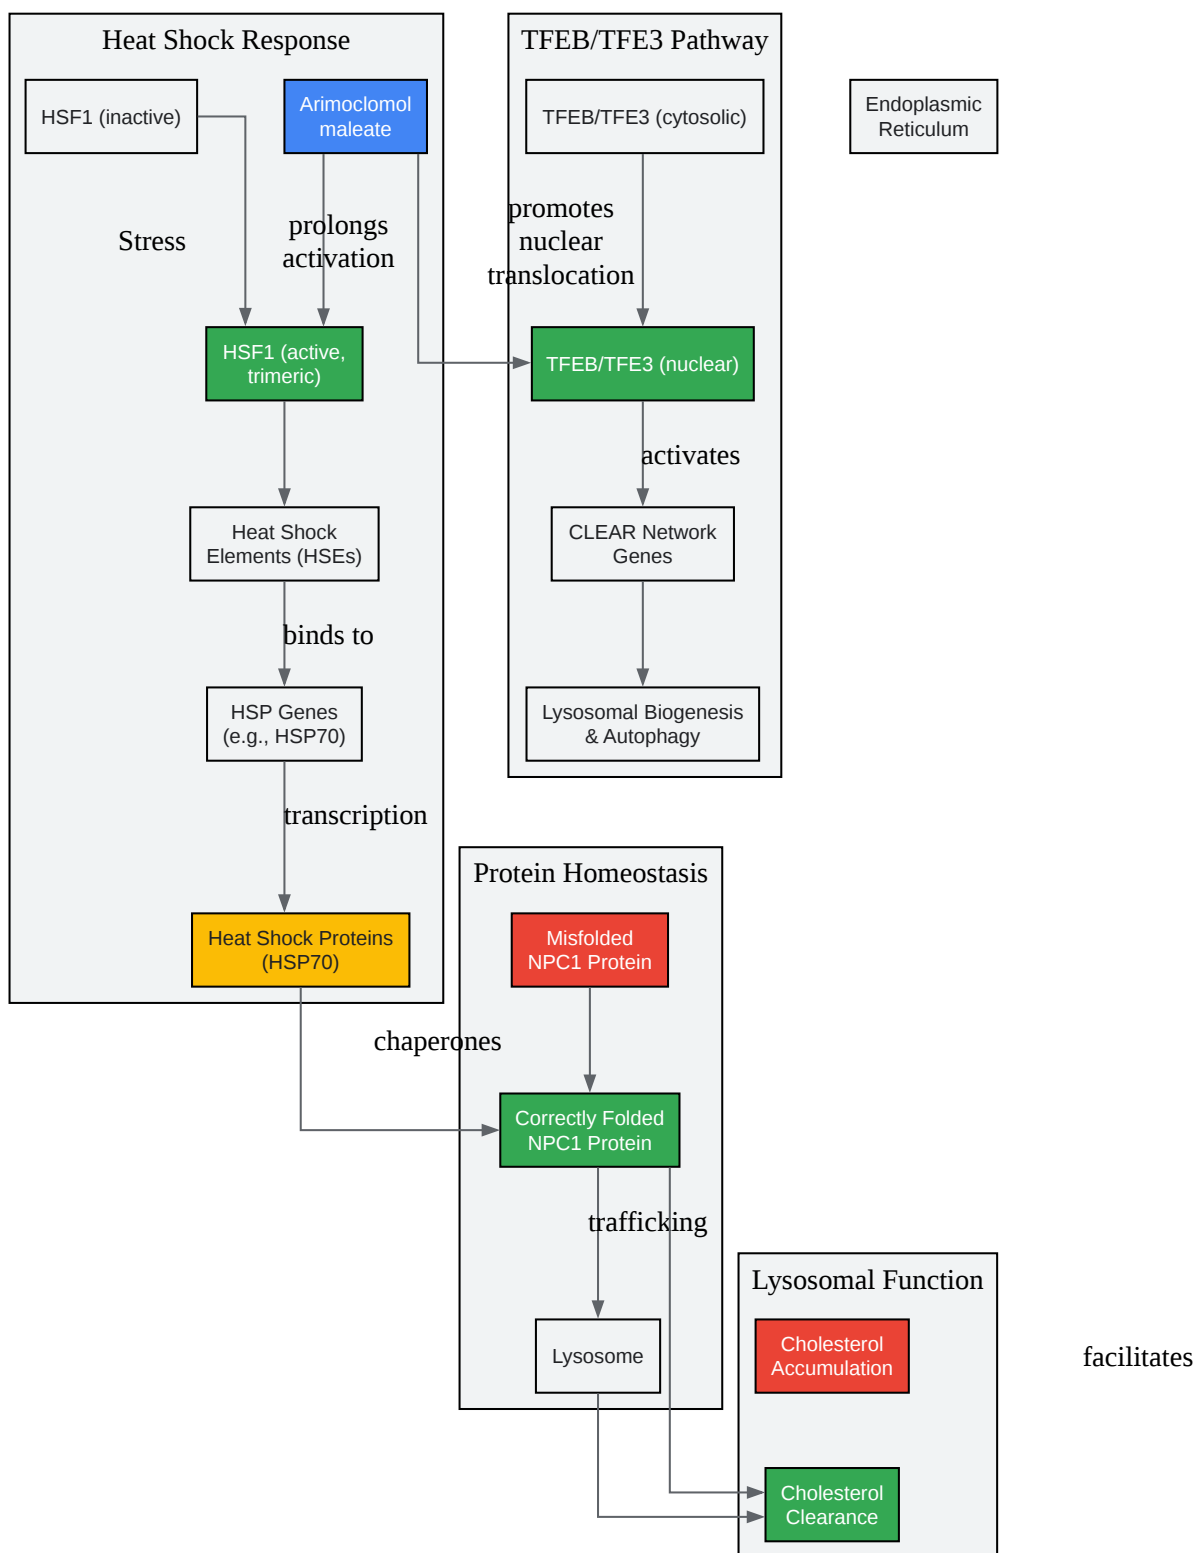 Heat Shock Response
TFEB/TFE3 Pathway
HSF1 (inactive)
Arimoclomol
maleate
TFEB/TFE3 (cytosolic)
Endoplasmic
Reticulum
Stress
prolongs
activation
promotes
nuclear
translocation
HSF1 (active,
trimeric)
TFEB/TFE3 (nuclear)
activates
Heat Shock
Elements (HSEs)
CLEAR Network
Genes
binds to
HSP Genes
(e.g., HSP70)
Lysosomal Biogenesis
& Autophagy
transcription
Protein Homeostasis
Heat Shock Proteins
(HSP70)
Misfolded
NPC1 Protein
chaperones
Correctly Folded
NPC1 Protein
trafficking
Lysosomal Function
Lysosome
Cholesterol
Accumulation
facilitates
Cholesterol
Clearance